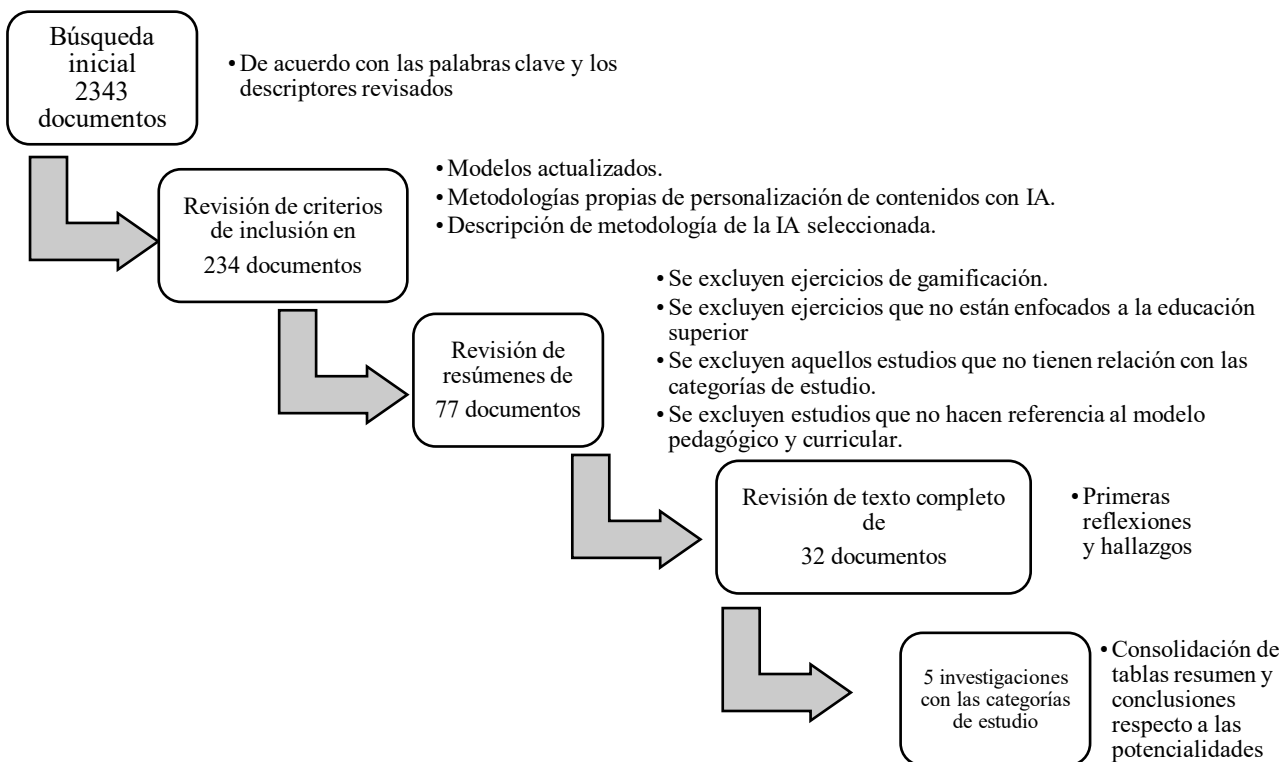 Búsqueda
inicial
2343
documentos
• De acuerdo con las palabras clave y los
descriptores revisados
Revisión de criterios
de inclusión en
234 documentos
• Modelos actualizados.
• Metodologías propias de personalización de contenidos con IA.
• Descripción de metodología de la IA seleccionada.
Revisión de
resúmenes de
77 documentos
• Se excluyen ejercicios de gamificación.
• Se excluyen ejercicios que no están enfocados a la educación
superior
• Se excluyen aquellos estudios que no tienen relación con las
categorías de estudio.
• Se excluyen estudios que no hacen referencia al modelo
pedagógico y curricular.
Revisión de texto completo
de
32 documentos
• Primeras
reflexiones
y hallazgos
5 investigaciones
con las categorías
de estudio
• Consolidación de
tablas resumen y
conclusiones
respecto a las
potencialidades